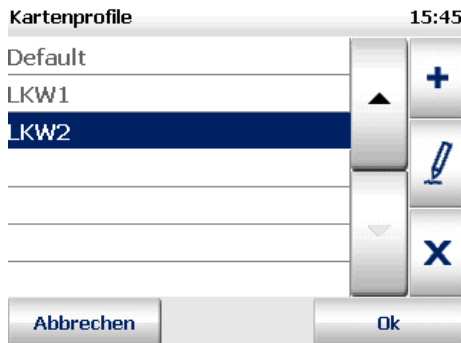 Kartenprofile 15:45
Default
LKW1
LKW2
Abbrechen Ok